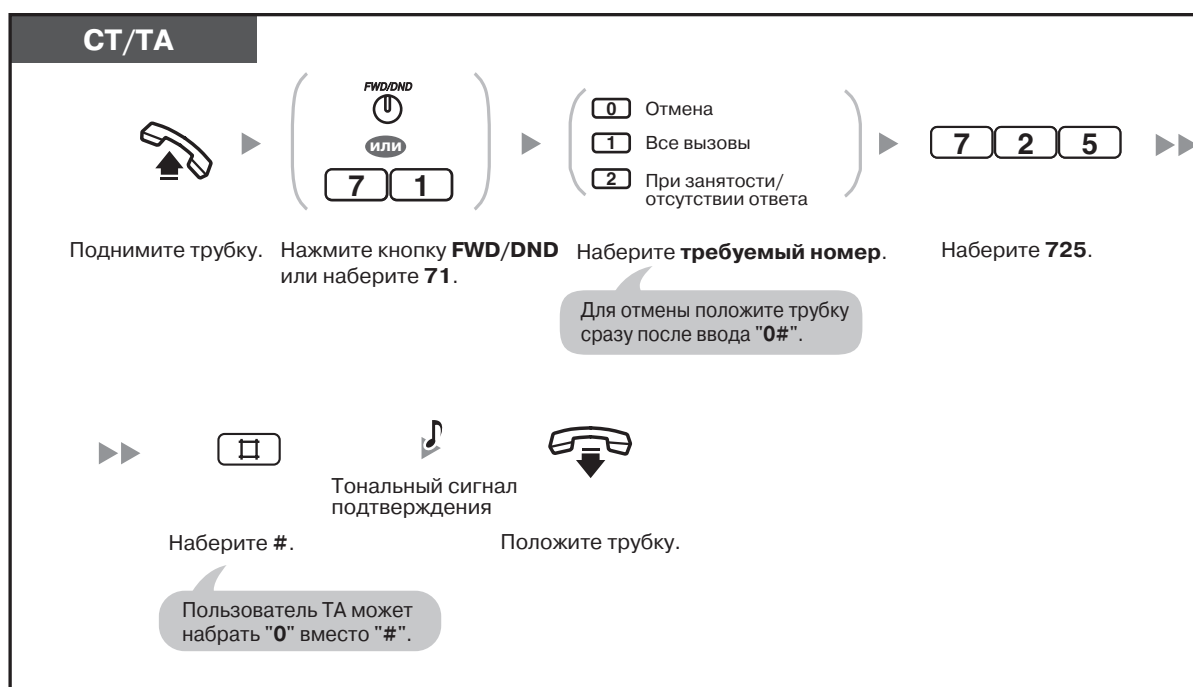 СТ/ТА
FWD/DND
или
7 1
0 Отмена
1 Все вызовы
2 При занятости/
отсутствии ответа
7 2 5
Поднимите трубку.
Нажмите кнопку FWD/DND
или наберите 71.
Наберите требуемый номер.
Наберите 725.
Для отмены положите трубку
сразу после ввода "0#".
#
Тональный сигнал
подтверждения
Наберите #.
Положите трубку.
Пользователь ТА может
набрать "0" вместо "#".